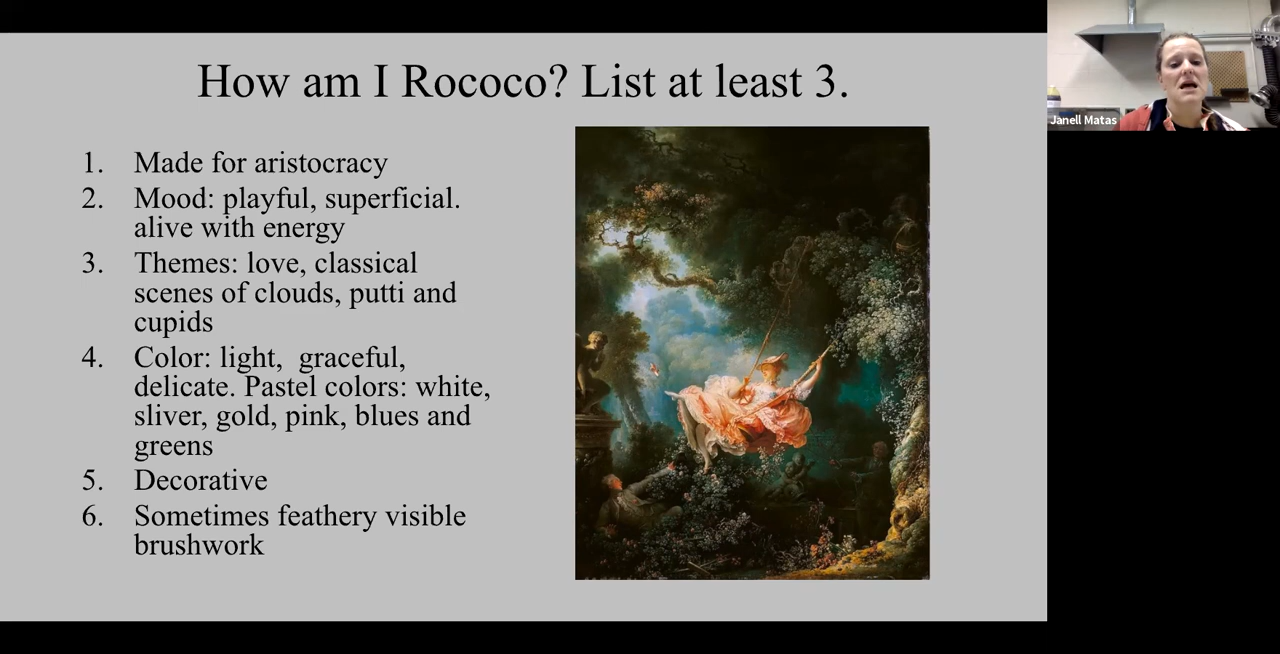 How am I Rococo? List at least 3.
1. Made for aristocracy
2. Mood: playful, superficial.
alive with energy
3. Themes: love, classical
scenes of clouds, putti and
cupids
4. Color: light,  graceful,
delicate. Pastel colors: white,
sliver, gold, pink, blues and
greens
5. Decorative
6. Sometimes feathery visible
brushwork
Janell Matas